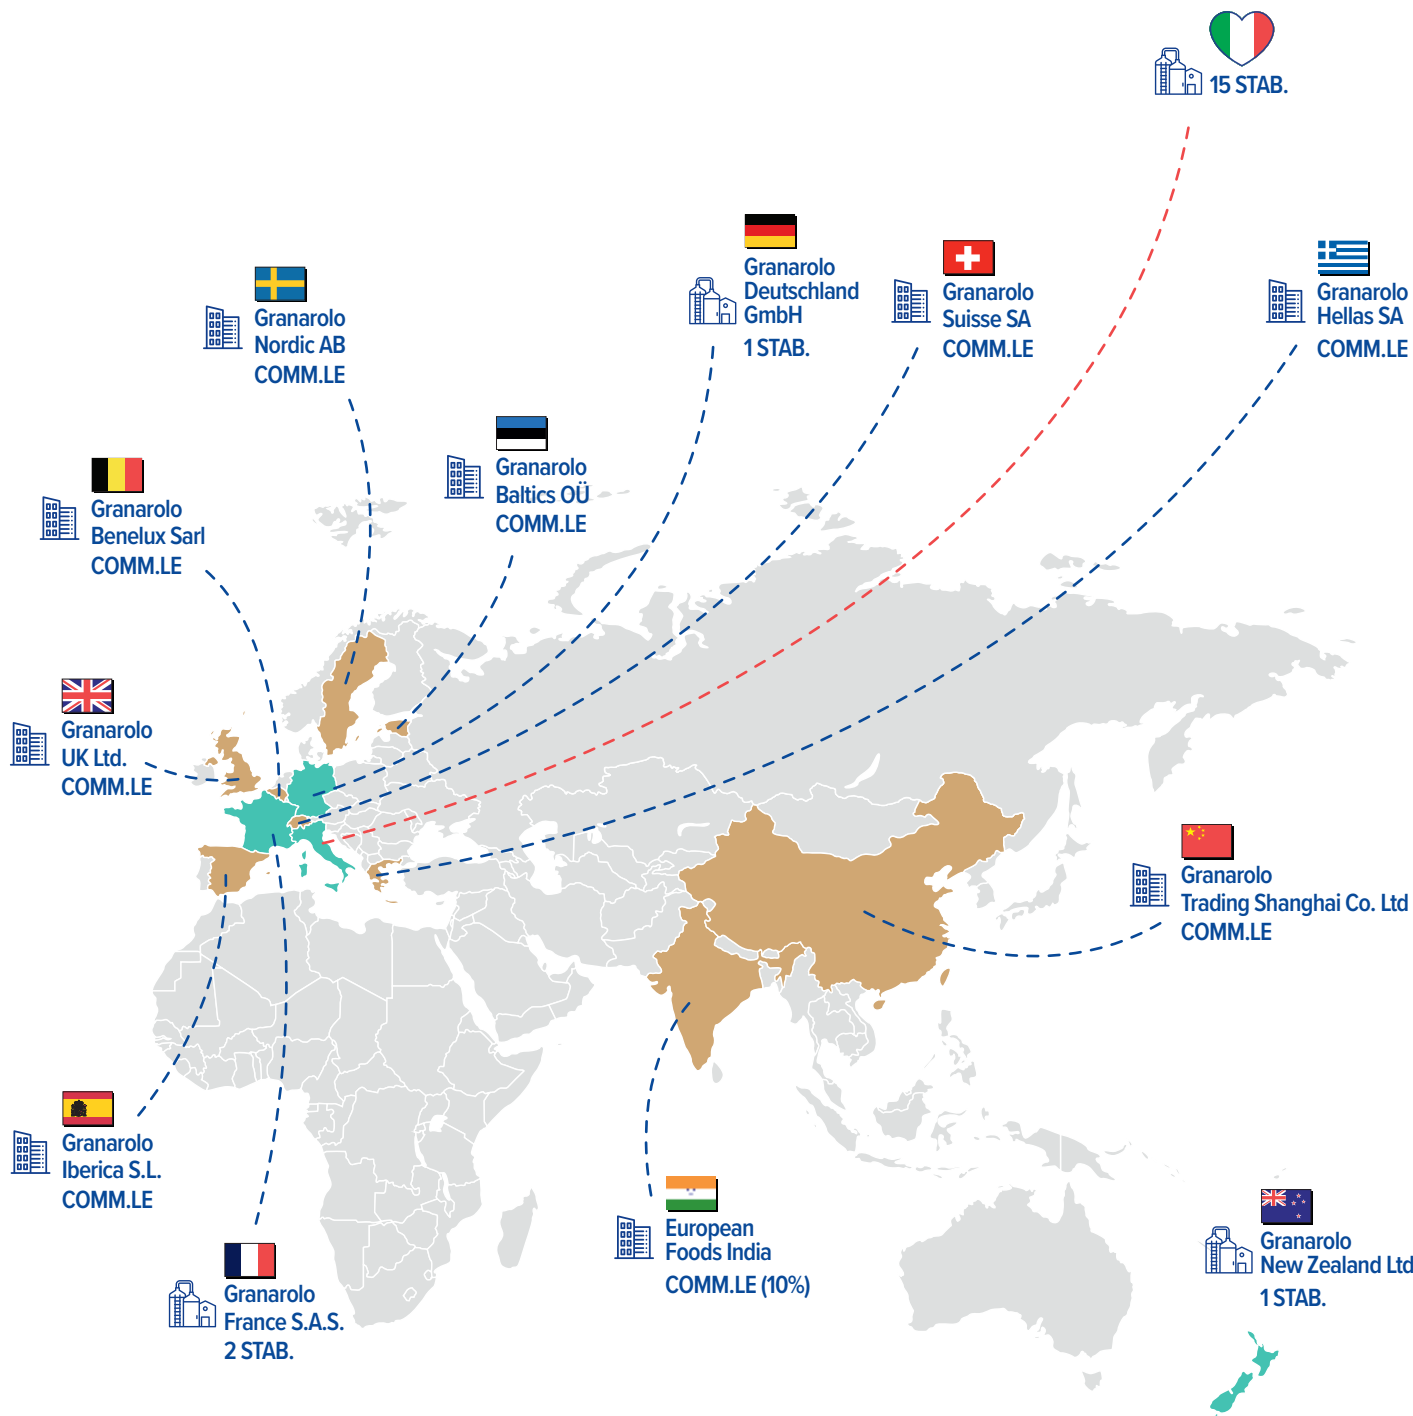 15 STAB.
Granarolo
Deutschland
GmbH
1 STAB.
Granarolo
Suisse SA
COMM.LE
Granarolo
Hellas SA
COMM.LE
Granarolo
Nordic AB
COMM.LE
Granarolo
Baltics OÜ
COMM.LE
Granarolo
Benelux Sarl
COMM.LE
Granarolo
UK Ltd.
COMM.LE
Granarolo
Trading Shanghai Co. Ltd
COMM.LE
Granarolo
Iberica S.L.
COMM.LE
Granarolo
France S.A.S.
2 STAB.
European
Foods India
COMM.LE (10%)
Granarolo
New Zealand Ltd
1 STAB.